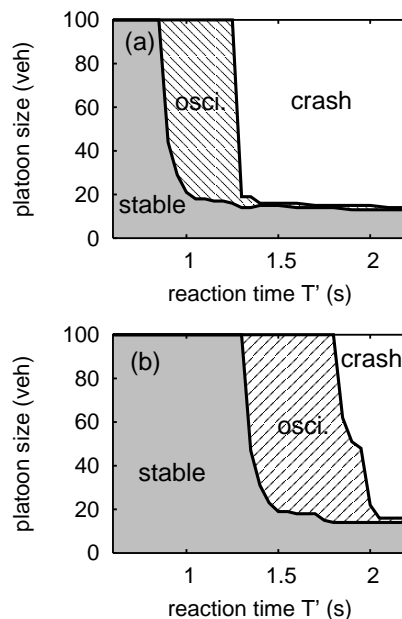 (a)
100
80
60
40
20
0
platoon size (veh)
osci.
crash
stable
1
1.5
2
reaction time T' (s)
(b)
100
80
60
40
20
0
platoon size (veh)
crash
osci.
stable
1
1.5
2
reaction time T' (s)